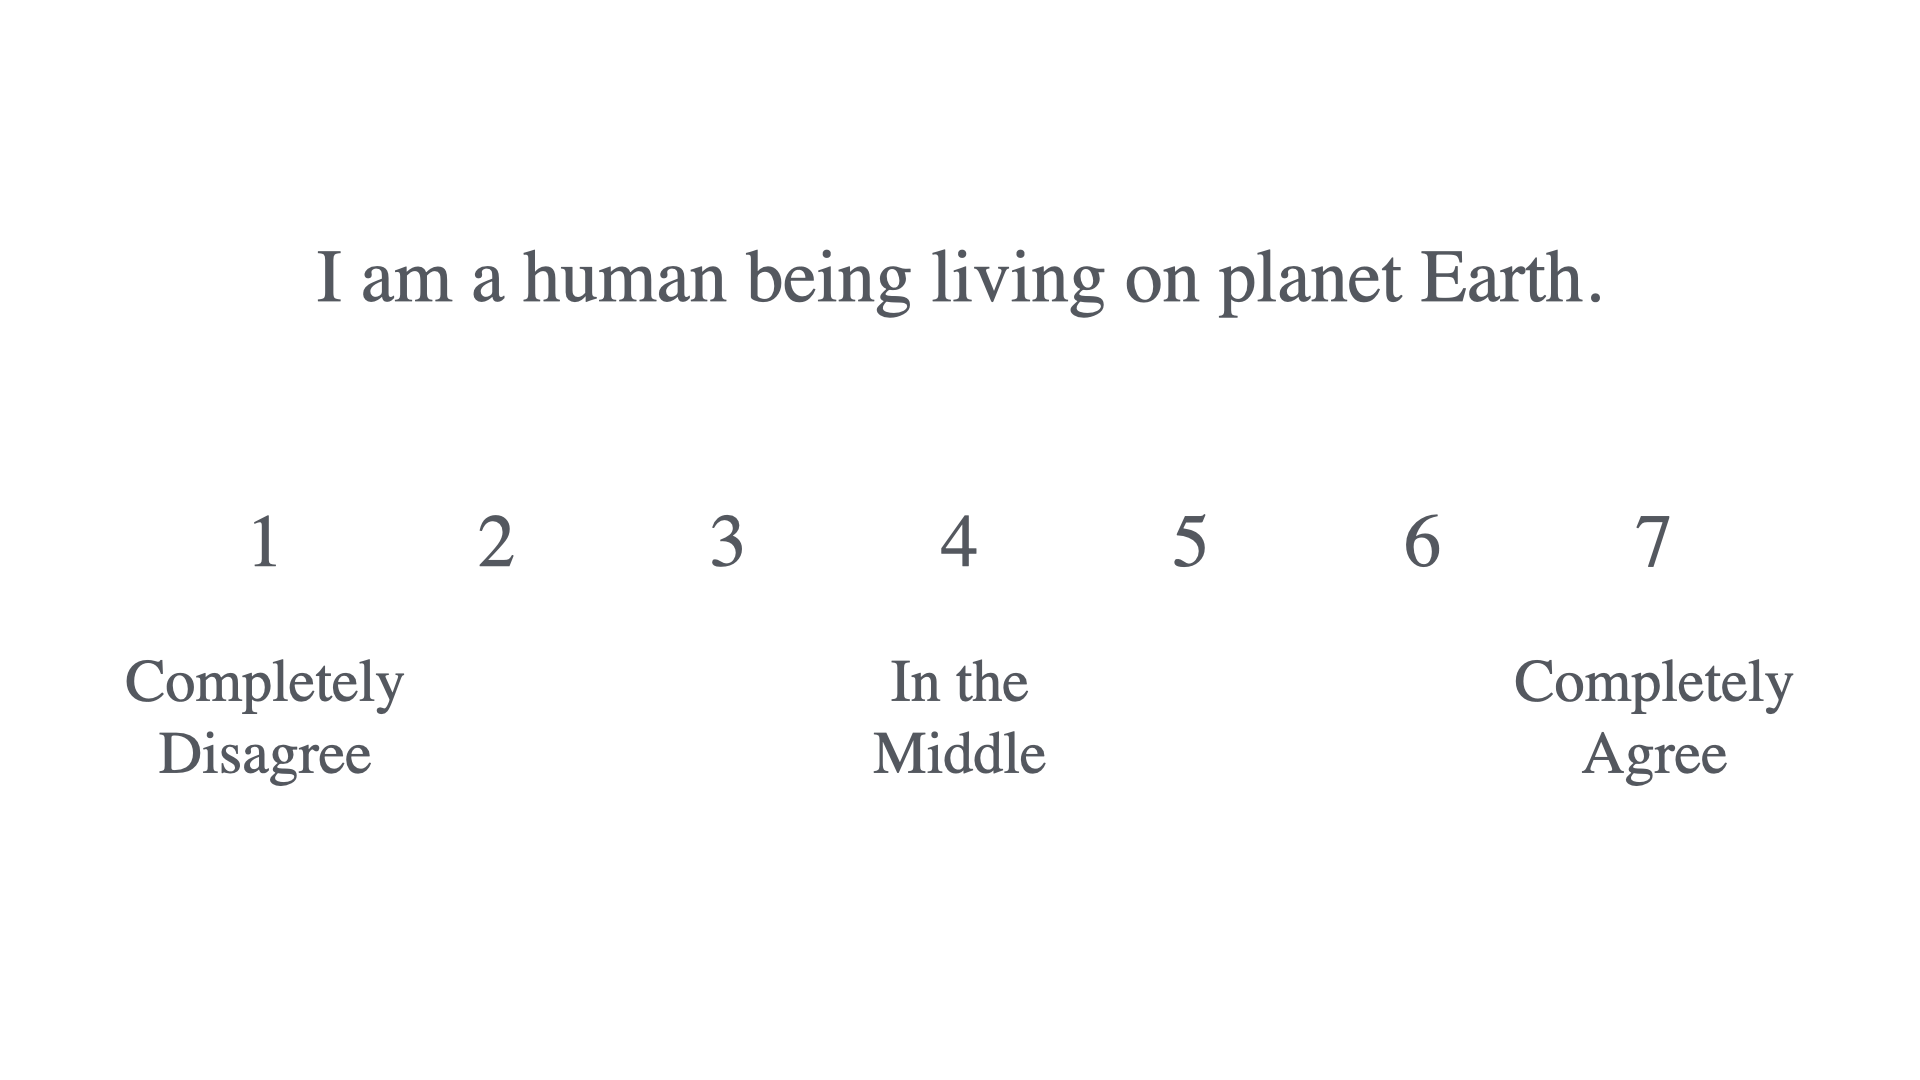 I am a human being living on planet Earth.
1 2 3 4 5 6 7
Completely Disagree
In the Middle
Completely Agree